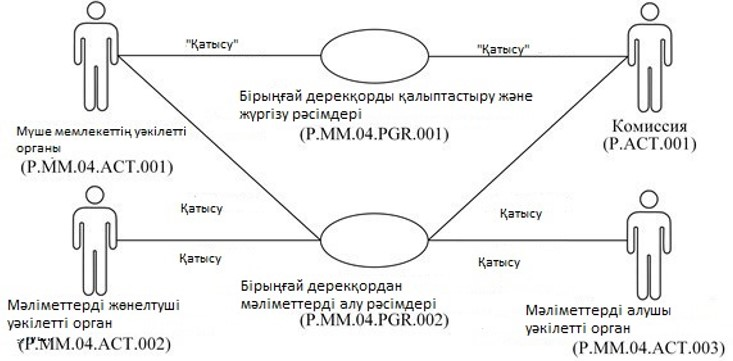 "Қатысу"
"Қатысу"
Бірыңғай дерекқорды қалыптастыру және
жүргізу рәсімдері
(P.MM.04.PGR.001)
Мүше мемлекеттің уәкілетті
органы
(P.MM.04.ACT.001)
Комиссия
(P.ACT.001)
Қатысу
Қатысу
Қатысу
Қатысу
Бірыңғай дерекқордан
мәліметтерді алу рәсімдері
(P.MM.04.PGR.002)
Мәліметтерді жөнелтуші
уәкілетті орган
(P.MM.04.ACT.002)
Мәліметтерді алушы
уәкілетті орган
(P.MM.04.ACT.003)